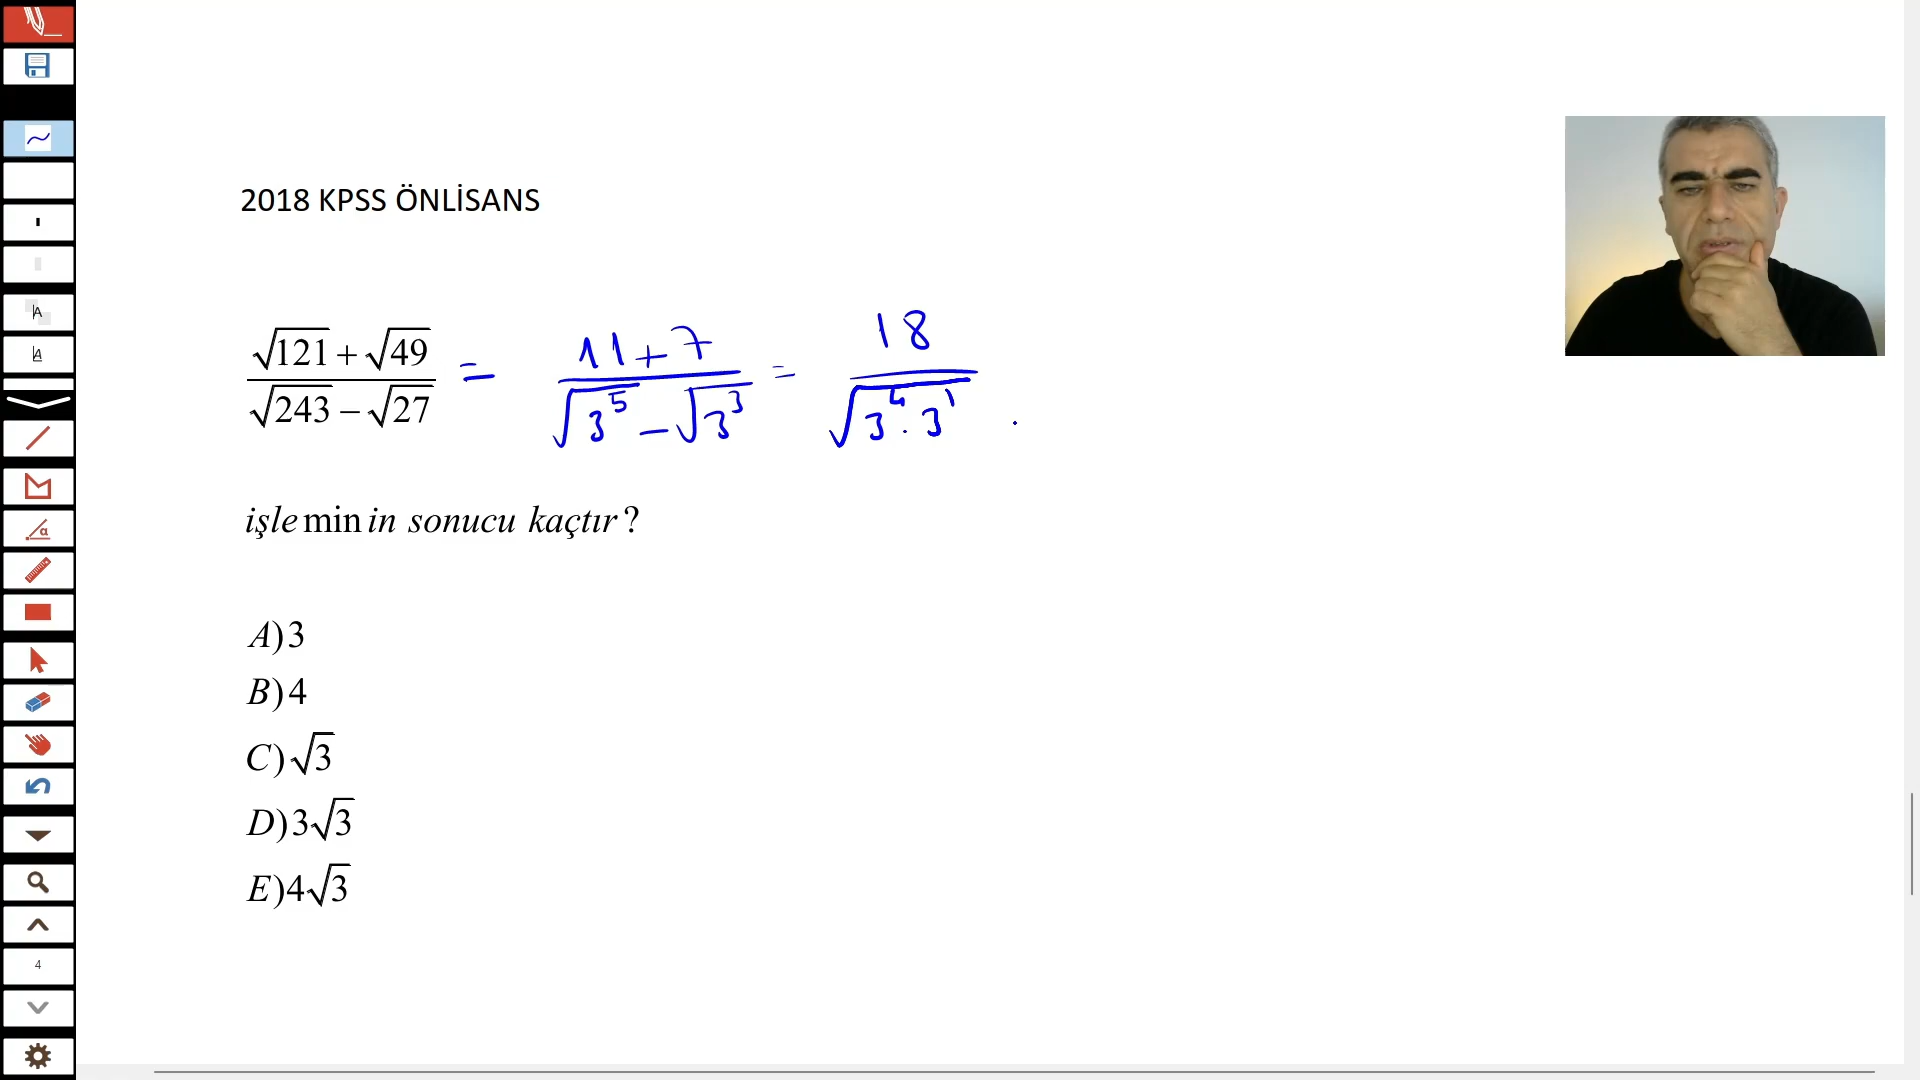 2018 KPSS ÖNLİSANS
(√121 + √49) / (√243 − √27) = (11 + 7) / (√3⁵ − √3³) = 18 / √(3⁴ · 3¹)
işlemin in sonucu kaçtır ?
A) 3
B) 4
C) √3
D) 3√3
E) 4√3
4